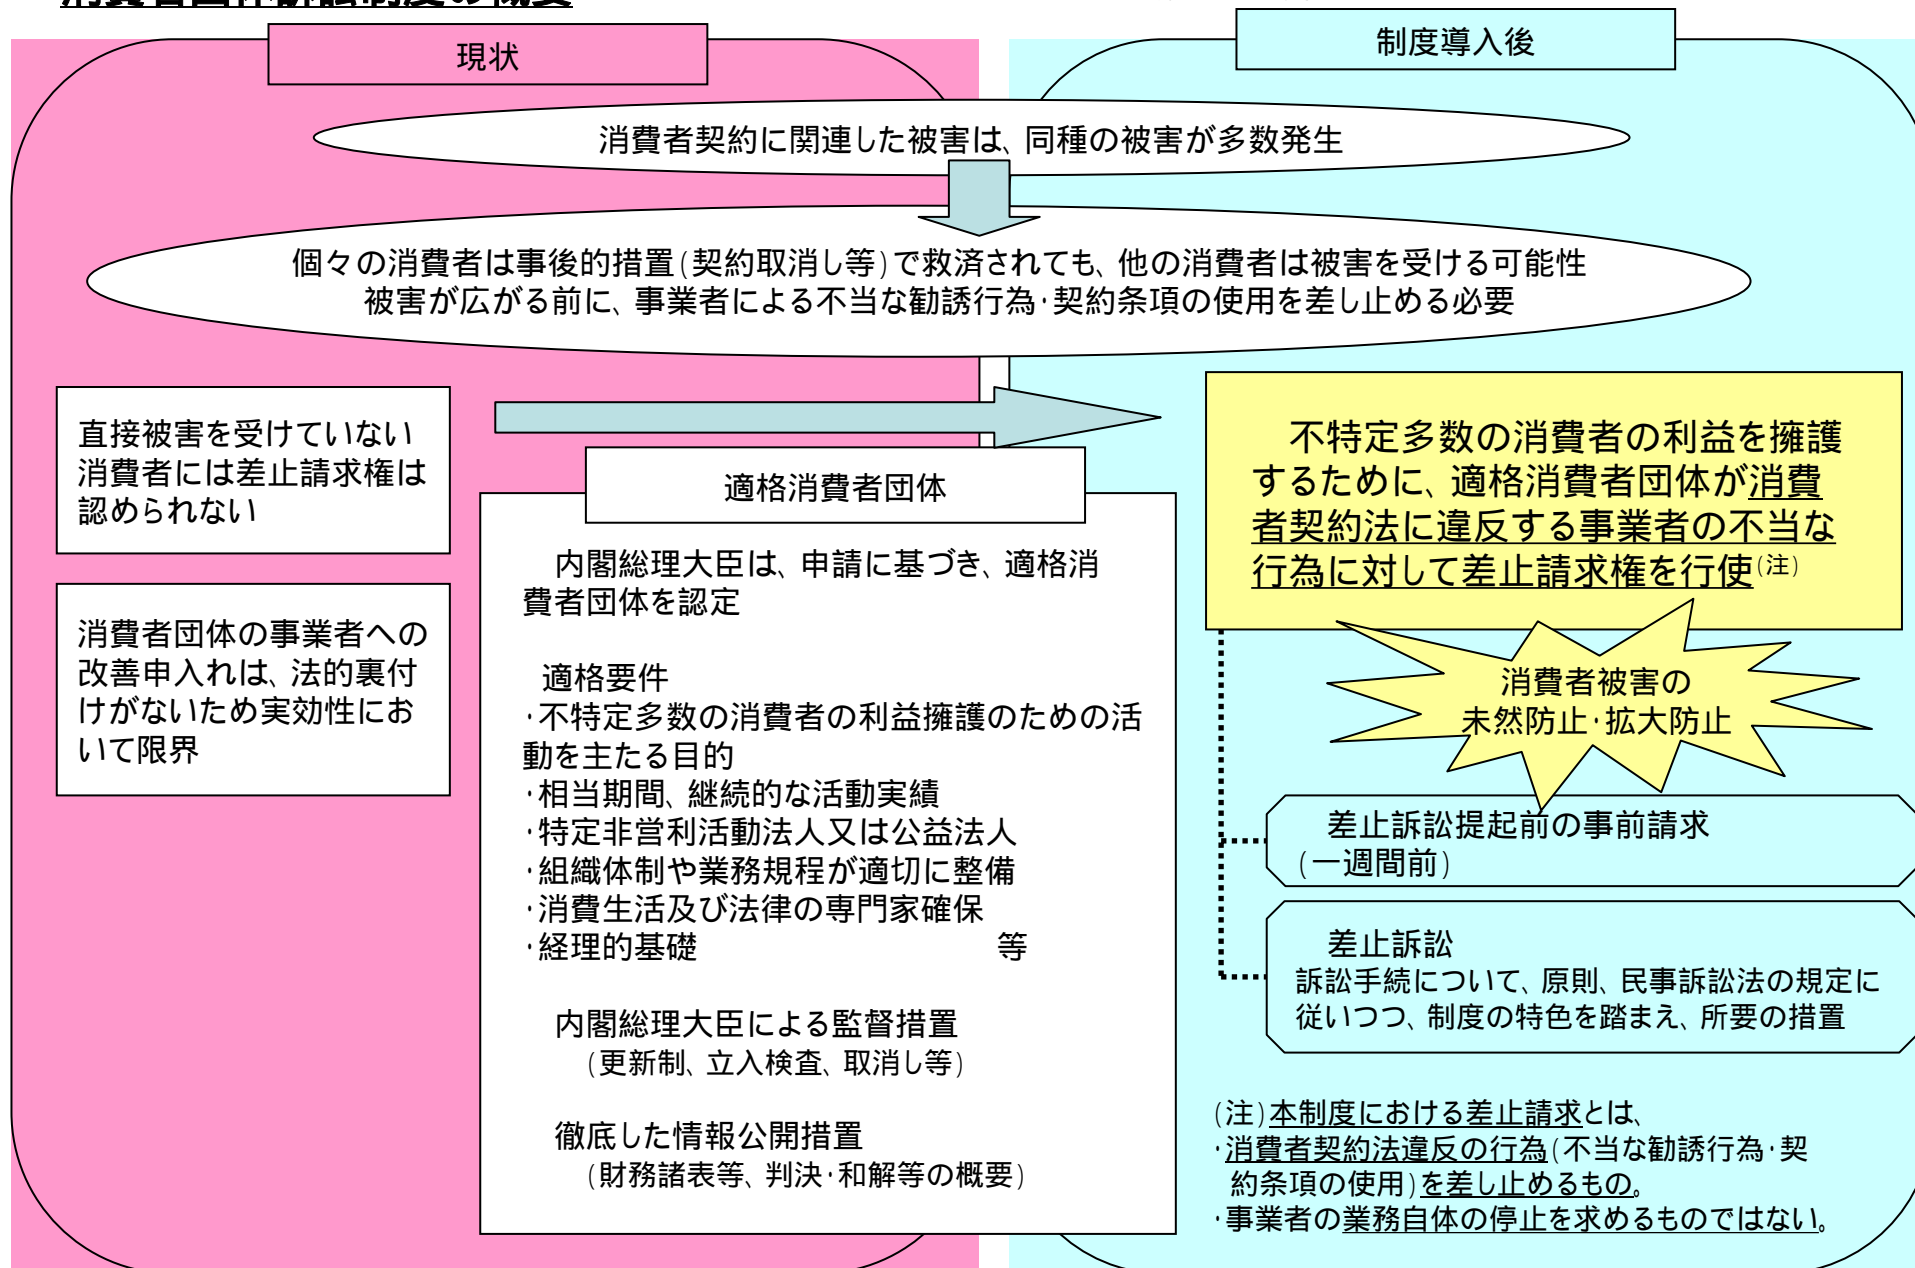 消費者団体訴訟制度の概要
現状
制度導入後
消費者契約に関連した被害は、同種の被害が多数発生
個々の消費者は事後的措置(契約取消し等)で救済されても、他の消費者は被害を受ける可能性
被害が広がる前に、事業者による不当な勧誘行為・契約条項の使用を差し止める必要
直接被害を受けていない
消費者には差止請求権は
認められない
消費者団体の事業者への
改善申入れは、法的裏付
けがないため実効性にお
いて限界
適格消費者団体
内閣総理大臣は、申請に基づき、適格消
費者団体を認定
適格要件
・不特定多数の消費者の利益擁護のための活
動を主たる目的
・相当期間、継続的な活動実績
・特定非営利活動法人又は公益法人
・組織体制や業務規程が適切に整備
・消費生活及び法律の専門家確保
・経理的基礎 等
内閣総理大臣による監督措置
(更新制、立入検査、取消し等)
徹底した情報公開措置
(財務諸表等、判決・和解等の概要)
不特定多数の消費者の利益を擁護
するために、適格消費者団体が消費
者契約法に違反する事業者の不当な
行為に対して差止請求権を行使(注)
消費者被害の
未然防止・拡大防止
差止訴訟提起前の事前請求
(一週間前)
差止訴訟
訴訟手続について、原則、民事訴訟法の規定に
従いつつ、制度の特色を踏まえ、所要の措置
(注)本制度における差止請求とは、
・消費者契約法違反の行為(不当な勧誘行為・契
約条項の使用)を差し止めるもの。
・事業者の業務自体の停止を求めるものではない。